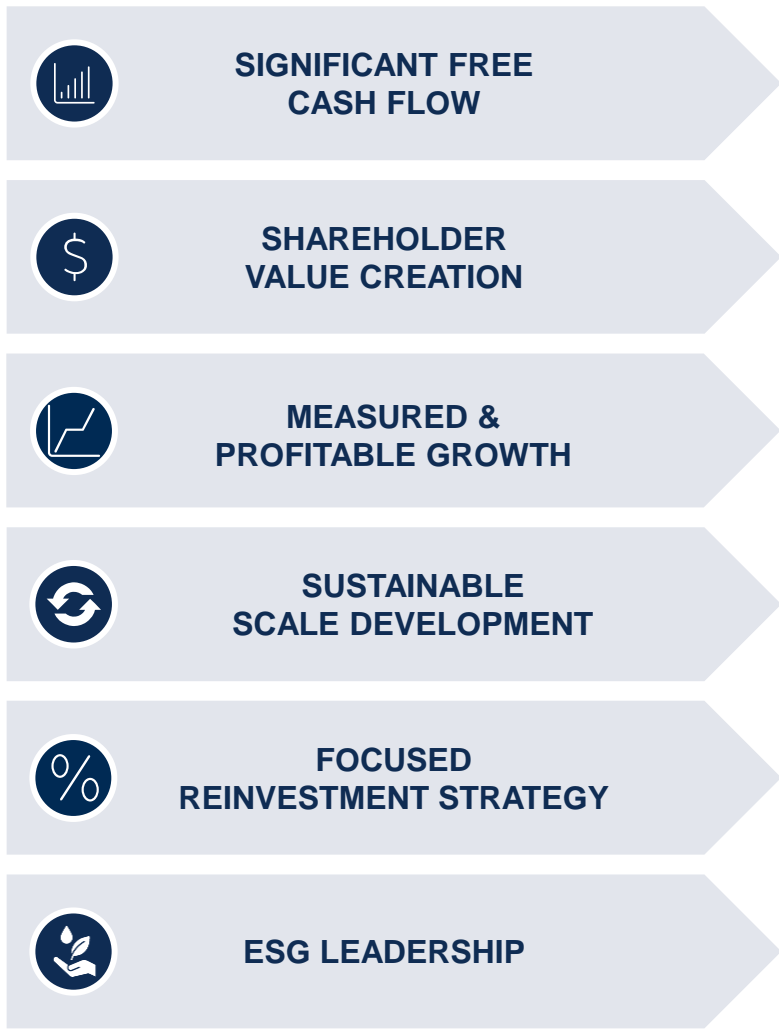 SIGNIFICANT FREE
CASH FLOW
$
SHAREHOLDER
VALUE CREATION
MEASURED &
PROFITABLE GROWTH
SUSTAINABLE
SCALE DEVELOPMENT
%
FOCUSED
REINVESTMENT STRATEGY
ESG LEADERSHIP